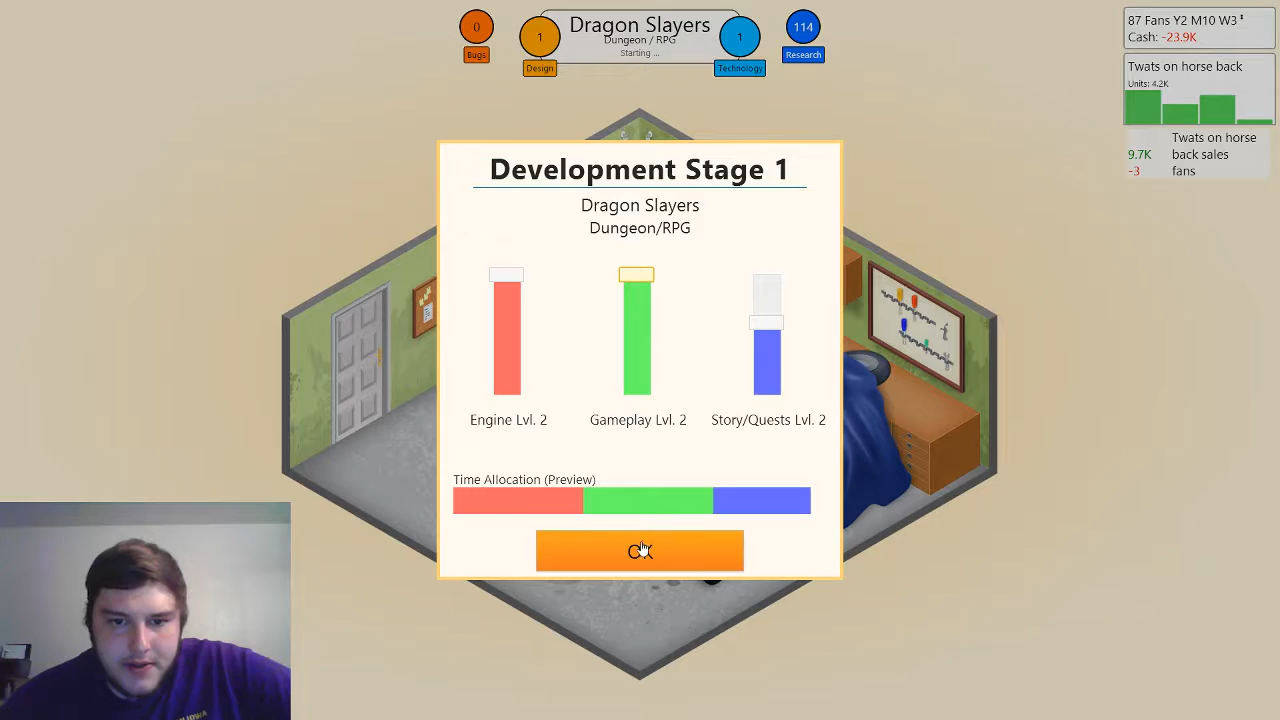 0
Bugs
1
Design
Dragon Slayers
Dungeon / RPG
Starting ...
1
Technology
114
Research
87 Fans Y2 M10 W3
Cash: -23.9K
Twats on horse back
Units: 4.2K
9.7K
-3
Twats on horse
back sales
fans
Development Stage 1
Dragon Slayers
Dungeon/RPG
Engine Lvl. 2
Gameplay Lvl. 2
Story/Quests Lvl. 2
Time Allocation (Preview)
OK